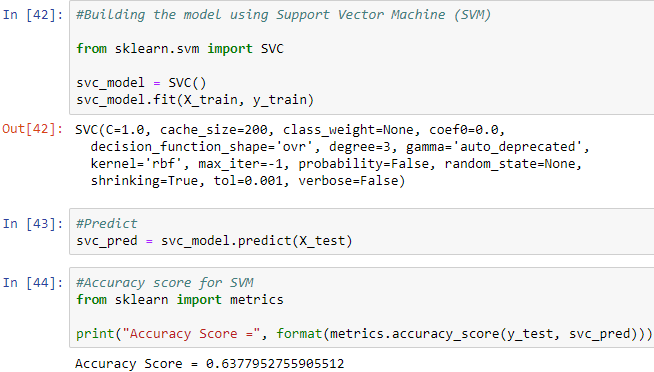 In [42]: #Building the model using Support Vector Machine (SVM)
from sklearn.svm import SVC
svc_model = SVC()
svc_model.fit(X_train, y_train)
Out[42]: SVC(C=1.0, cache_size=200, class_weight=None, coef0=0.0,
decision_function_shape='ovr', degree=3, gamma='auto_deprecated',
kernel='rbf', max_iter=-1, probability=False, random_state=None,
shrinking=True, tol=0.001, verbose=False)
In [43]: #Predict
svc_pred = svc_model.predict(X_test)
In [44]: #Accuracy score for SVM
from sklearn import metrics
print("Accuracy Score =", format(metrics.accuracy_score(y_test, svc_pred)))
Accuracy Score = 0.6377952755905512